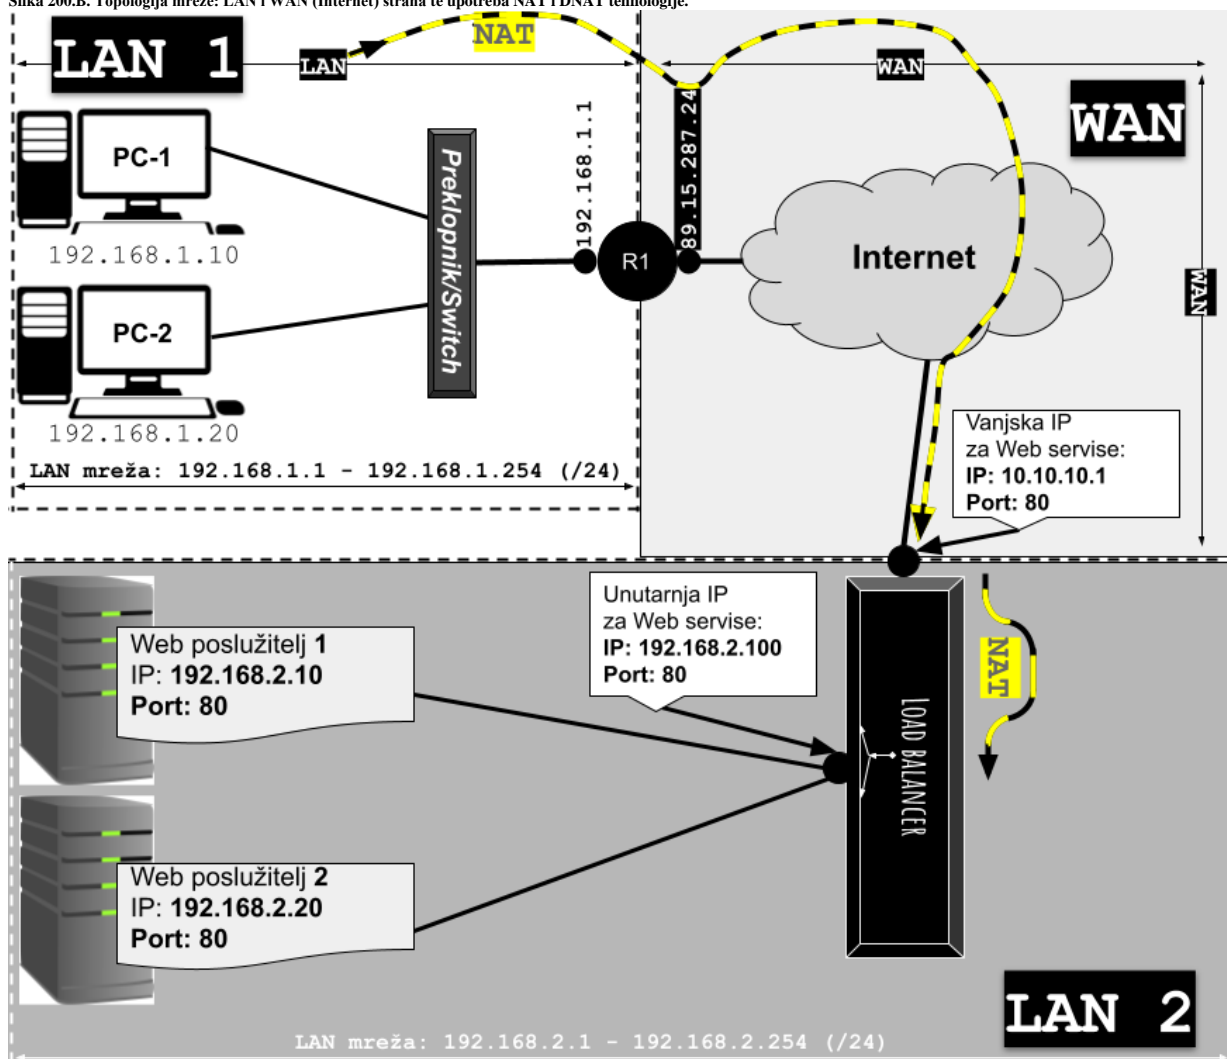 Slika 200.B. Topologija mreže: LAN i WAN (Internet) strana te upotreba NAT i DNAT tehnologije.
LAN 1
LAN
NAT
WAN
WAN
PC-1
192.168.1.10
PC-2
192.168.1.20
Preklopnik/Switch
192.168.1.1
R1
89.15.287.24
Internet
WAN
LAN mreža: 192.168.1.1 - 192.168.1.254 (/24)
Vanjska IP
za Web servise:
IP: 10.10.10.1
Port: 80
Web poslužitelj 1
IP: 192.168.2.10
Port: 80
Unutarnja IP
za Web servise:
IP: 192.168.2.100
Port: 80
LOAD BALANCER
NAT
Web poslužitelj 2
IP: 192.168.2.20
Port: 80
LAN 2
LAN mreža: 192.168.2.1 - 192.168.2.254 (/24)